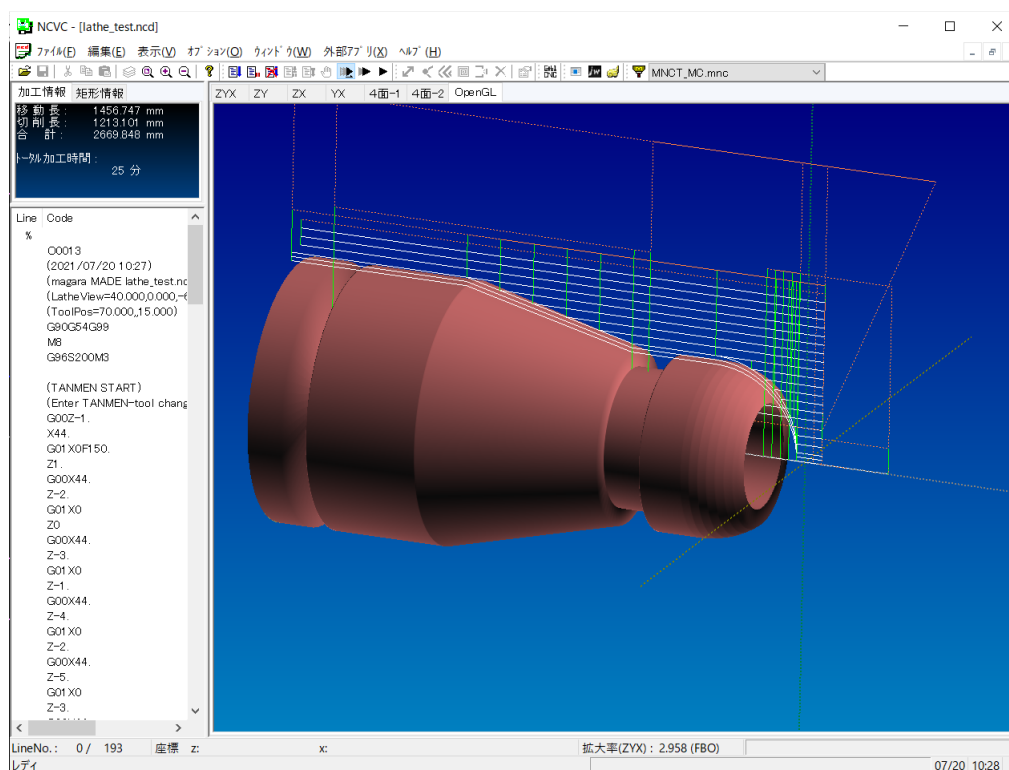 NCVC - [lathe_test.ncd]
ファイル(F) 編集(E) 表示(V) オプション(O) ウィンドウ(W) 外部アプリ(X) ヘルプ(H)
MNCT_MC.mnc
加工情報 矩形情報
ZYX ZY ZX YX 4面-1 4面-2 OpenGL
移動長: 1456.747 mm
切削長: 1213.101 mm
合 計: 2669.848 mm
トータル加工時間:
25 分
Line Code
%
O0013
(2021/07/20 10:27)
(magara MADE lathe_test.nc
(LatheView=40.000,0.000,-6
(ToolPos=70.000,,15.000)
G90G54G99
M8
G96S200M3
(TANMEN START)
(Enter TANMEN-tool chang
G00Z-1.
X44.
G01X0F150.
Z1.
G00X44.
Z-2.
G01X0
Z0
G00X44.
Z-3.
G01X0
Z-1.
G00X44.
Z-4.
G01X0
Z-2.
G00X44.
Z-5.
G01X0
Z-3.
LineNo.: 0/ 193 座標 z: x: 拡大率(ZYX) : 2.958 (FBO)
レディ 07/20 10:28